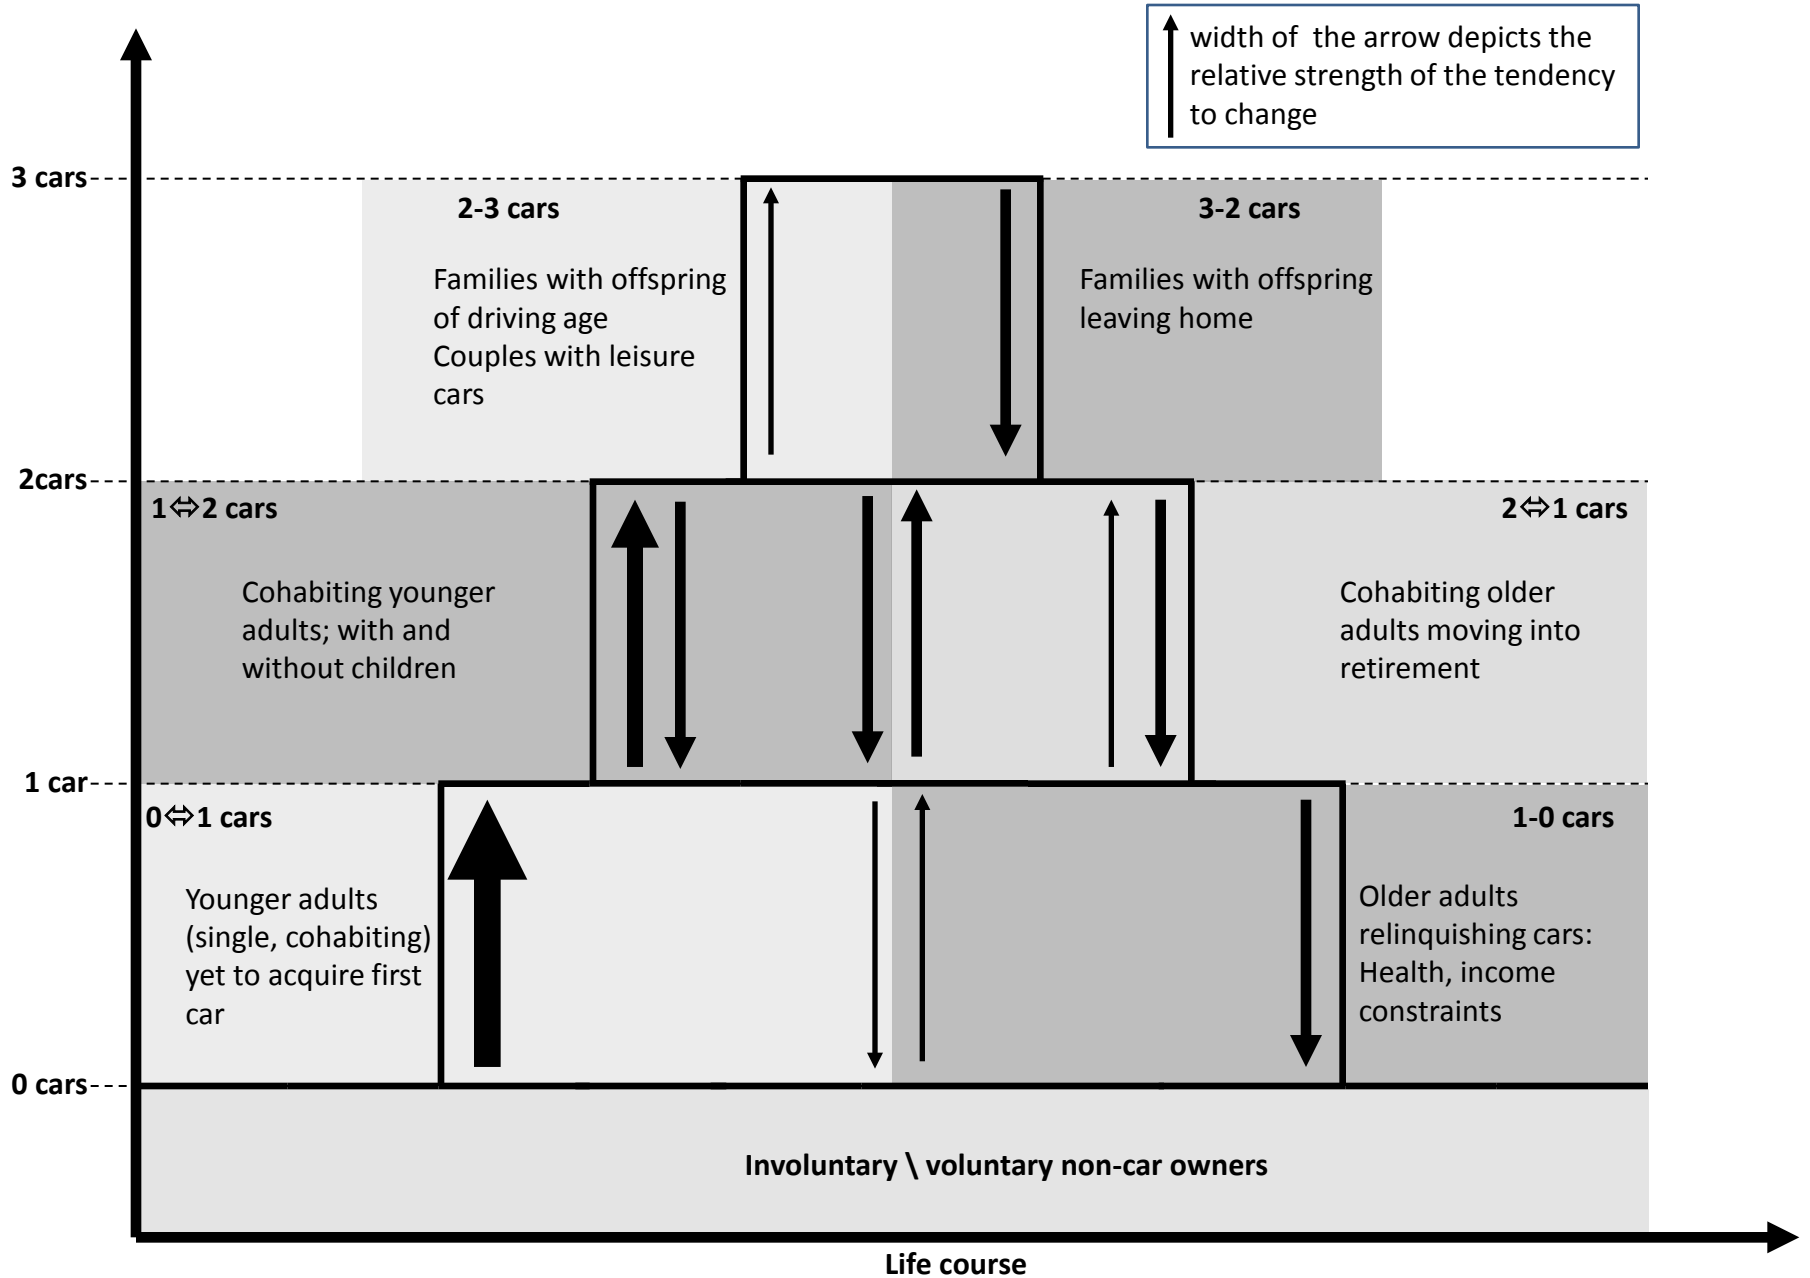 width of  the arrow depicts the
relative strength of the tendency
to change
3 cars
2-3 cars
3-2 cars
Families with offspring
of driving age
Couples with leisure
cars
Families with offspring
leaving home
2cars
1⇔2 cars
2⇔1 cars
Cohabiting younger
adults; with and
without children
Cohabiting older
adults moving into
retirement
1 car
0⇔1 cars
1-0 cars
Younger adults
(single, cohabiting)
yet to acquire first
car
Older adults
relinquishing cars:
Health, income
constraints
0 cars
Involuntary \ voluntary non-car owners
Life course